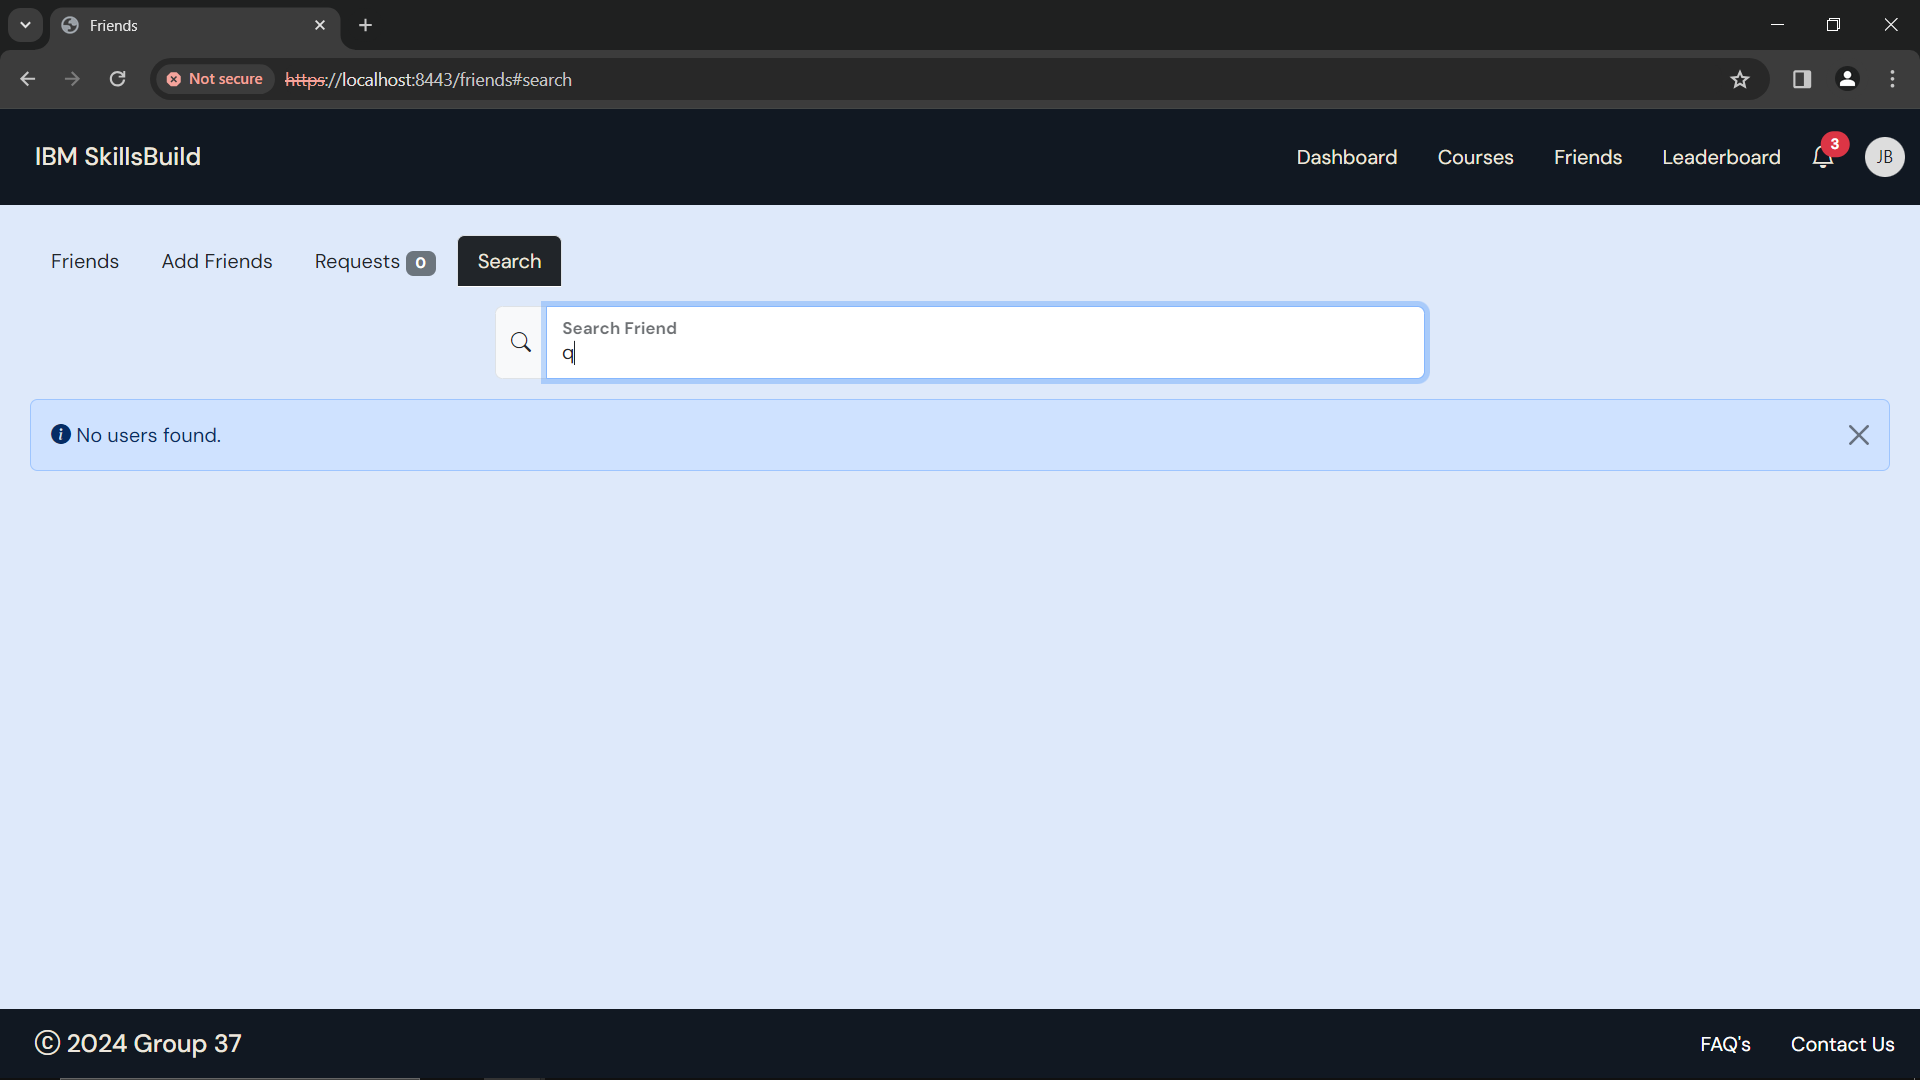 Friends
Not secure
https://localhost:8443/friends#search
IBM SkillsBuild
Dashboard
Courses
Friends
Leaderboard
3
JB
Friends
Add Friends
Requests 0
Search
Search Friend
q
No users found.
© 2024 Group 37
FAQ's
Contact Us